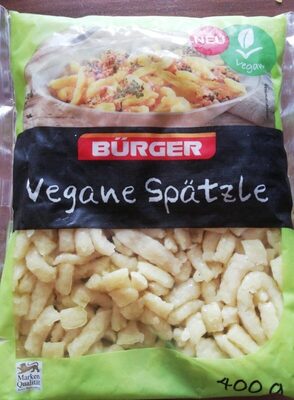 NEU
vegan
BÜRGER
Vegane Spätzle
Marken
Qualität
400 g